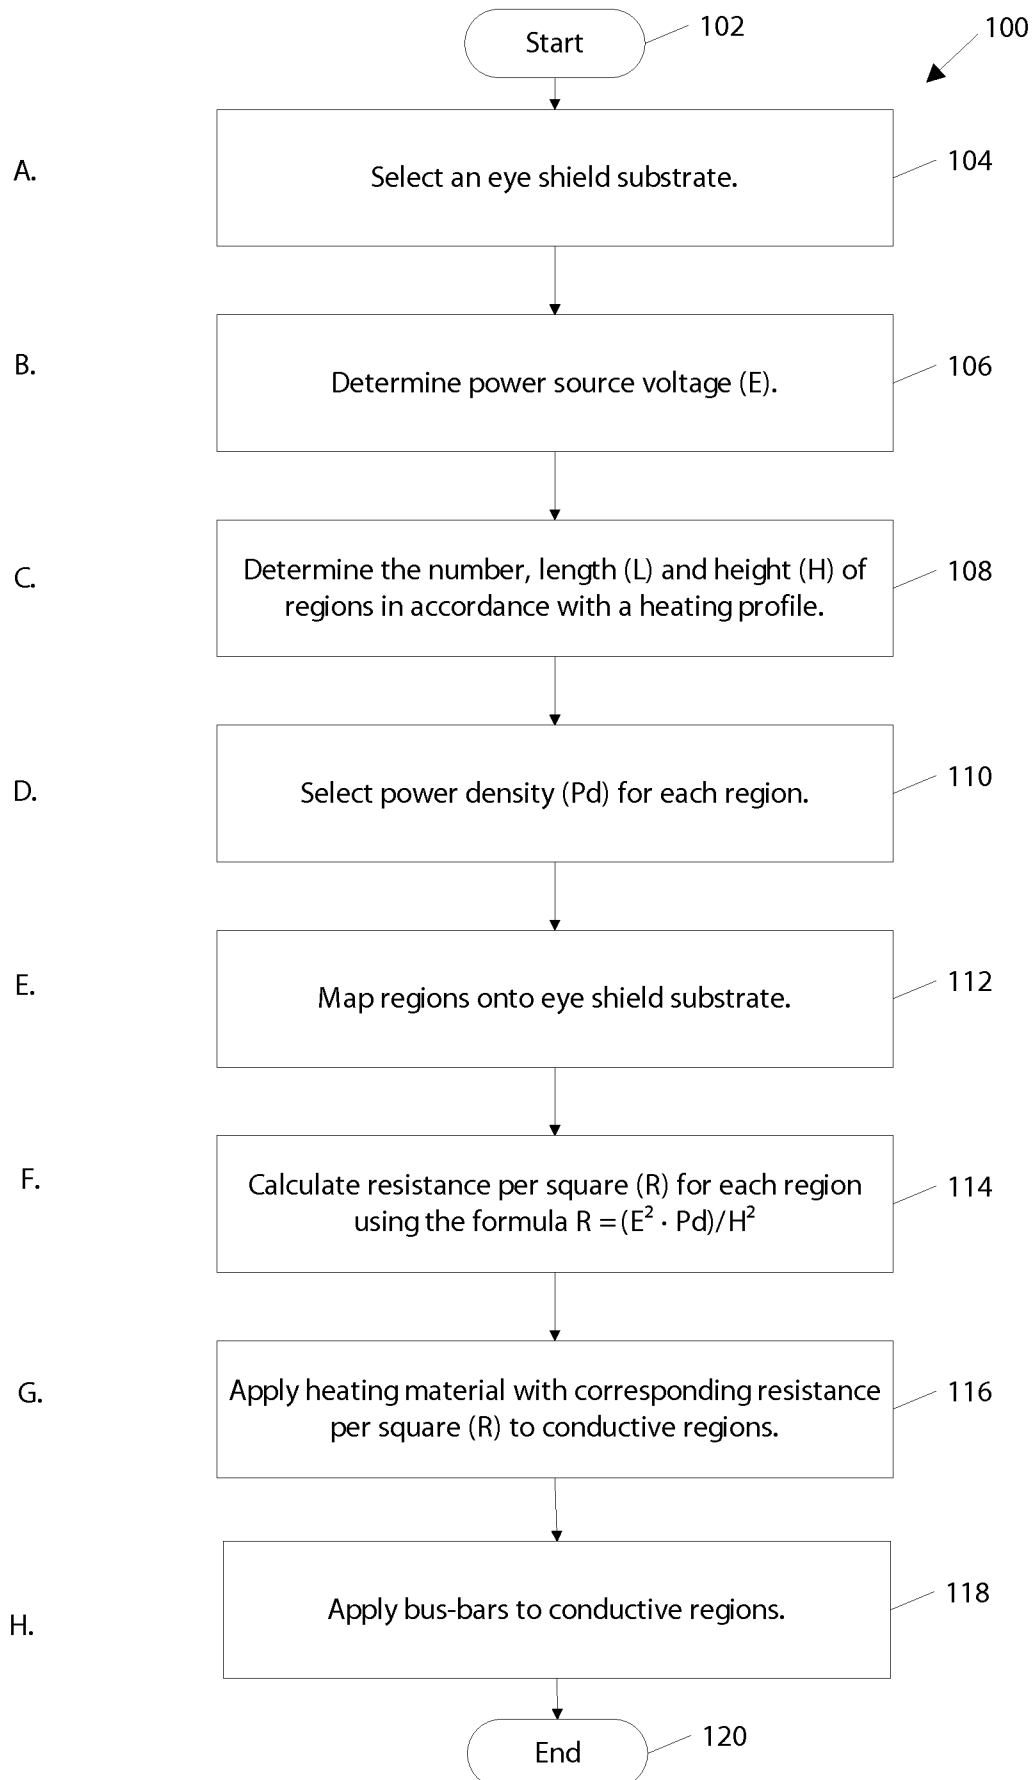 Start
102
100
A.
Select an eye shield substrate.
104
B.
Determine power source voltage (E).
106
C.
Determine the number, length (L) and height (H) of
regions in accordance with a heating profile.
108
D.
Select power density (Pd) for each region.
110
E.
Map regions onto eye shield substrate.
112
F.
Calculate resistance per square (R) for each region
using the formula R = (E² · Pd)/H²
114
G.
Apply heating material with corresponding resistance
per square (R) to conductive regions.
116
H.
Apply bus-bars to conductive regions.
118
End
120